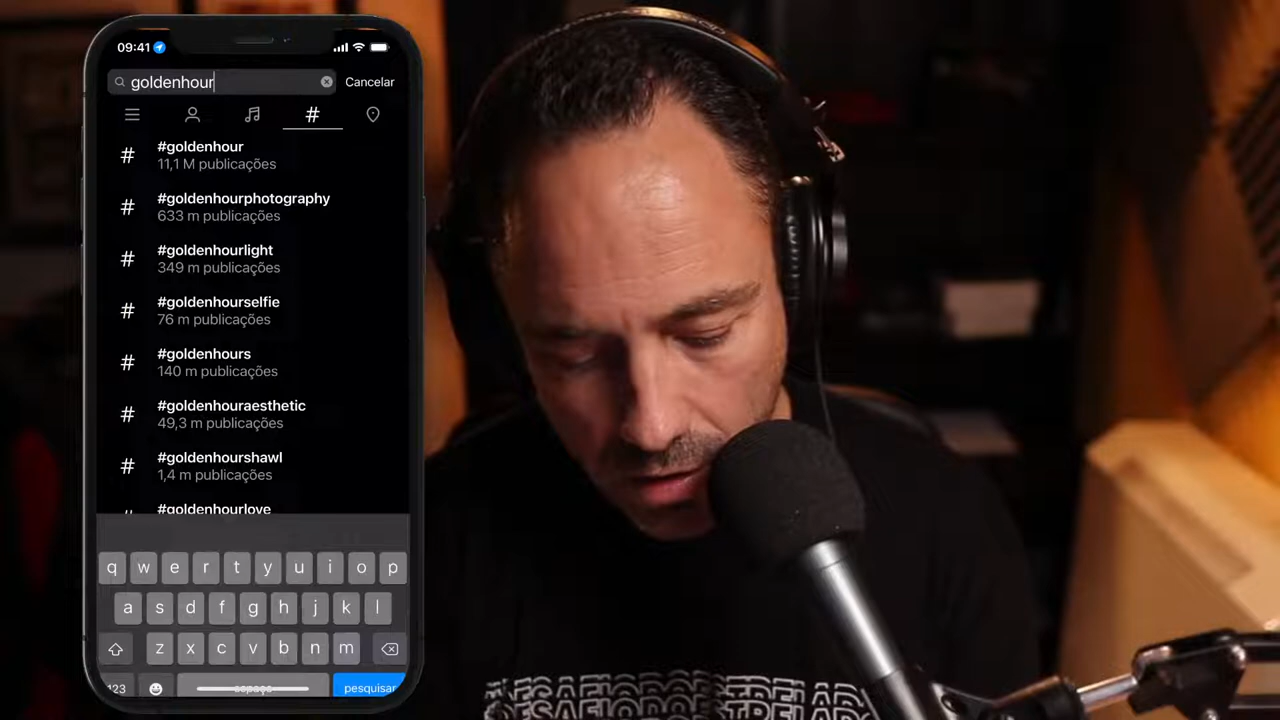 09:41
goldenhour
Cancelar
#
# #goldenhour
11,1 M publicações
# #goldenhourphotography
633 m publicações
# #goldenhourlight
349 m publicações
# #goldenhourselfie
76 m publicações
# #goldenhours
140 m publicações
# #goldenhouraesthetic
49,3 m publicações
# #goldenhourshawl
1,4 m publicações
#goldenhourlove
q w e r t y u i o p
a s d f g h j k l
z x c v b n m
123 espaço pesquisar